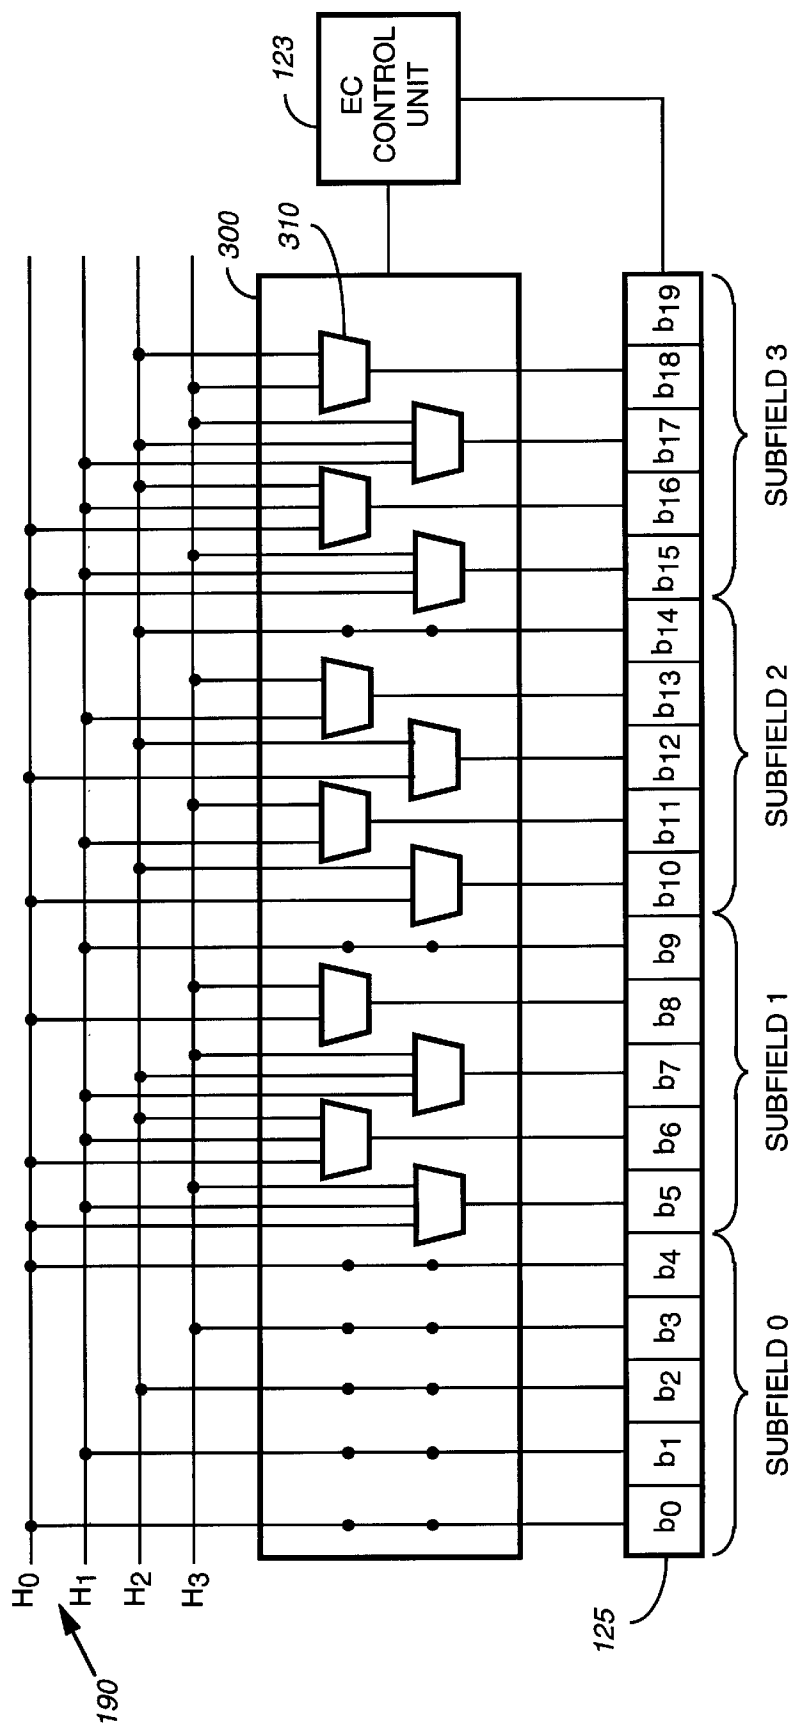 190
H0
H1
H2
H3
300
310
123
EC
CONTROL
UNIT
125
b0 b1 b2 b3 b4 b5 b6 b7 b8 b9 b10 b11 b12 b13 b14 b15 b16 b17 b18 b19
SUBFIELD 0 SUBFIELD 1 SUBFIELD 2 SUBFIELD 3